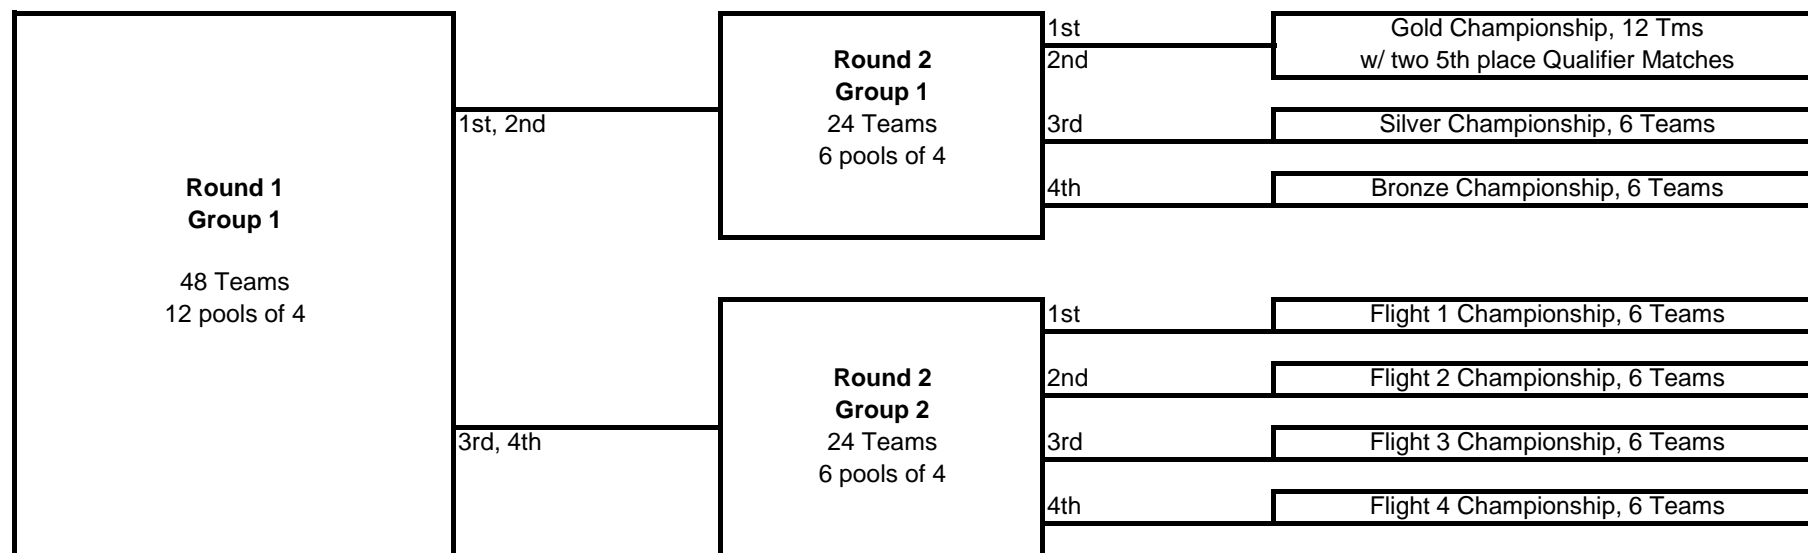 Round 1
Group 1
48 Teams
12 pools of 4
1st, 2nd
3rd, 4th
Round 2
Group 1
24 Teams
6 pools of 4
1st
2nd
3rd
4th
Gold Championship, 12 Tms
w/ two 5th place Qualifier Matches
Silver Championship, 6 Teams
Bronze Championship, 6 Teams
Round 2
Group 2
24 Teams
6 pools of 4
1st
2nd
3rd
4th
Flight 1 Championship, 6 Teams
Flight 2 Championship, 6 Teams
Flight 3 Championship, 6 Teams
Flight 4 Championship, 6 Teams